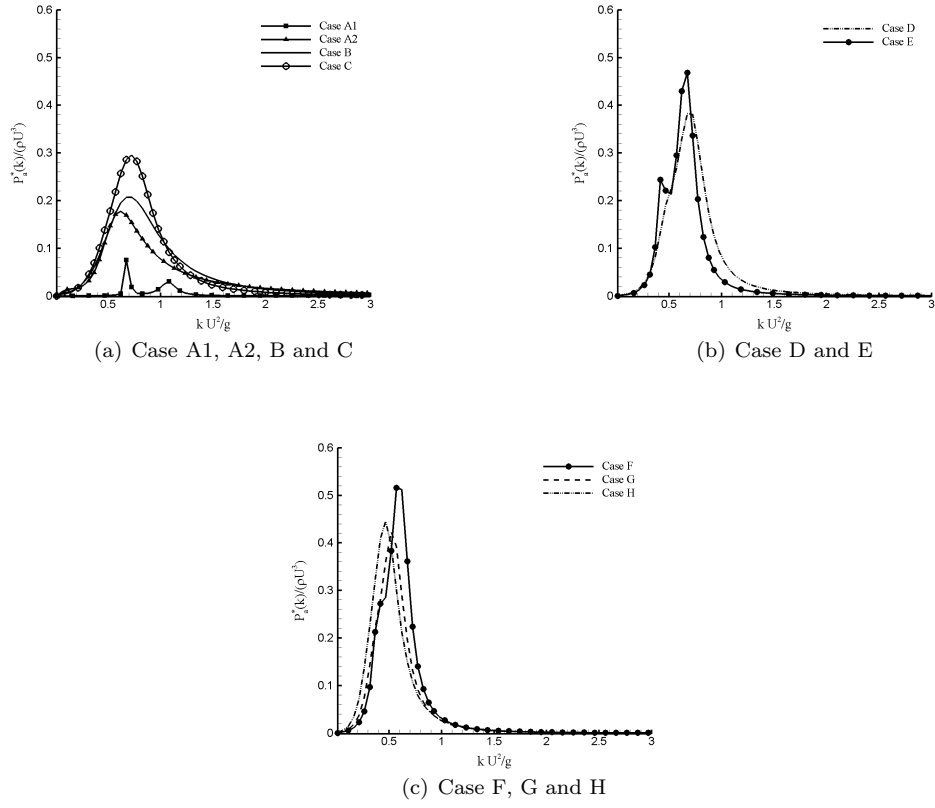 0.6
0.5
0.4
0.3
0.2
0.1
0
0.5
1
1.5
2
2.5
3
P*a(k)/(ρU³)
k U²/g
Case A1
Case A2
Case B
Case C
(a) Case A1, A2, B and C
0.6
0.5
0.4
0.3
0.2
0.1
0
0.5
1
1.5
2
2.5
3
P*a(k)/(ρU³)
k U²/g
Case D
Case E
(b) Case D and E
0.6
0.5
0.4
0.3
0.2
0.1
0
0.5
1
1.5
2
2.5
3
P*a(k)/(ρU³)
k U²/g
Case F
Case G
Case H
(c) Case F, G and H